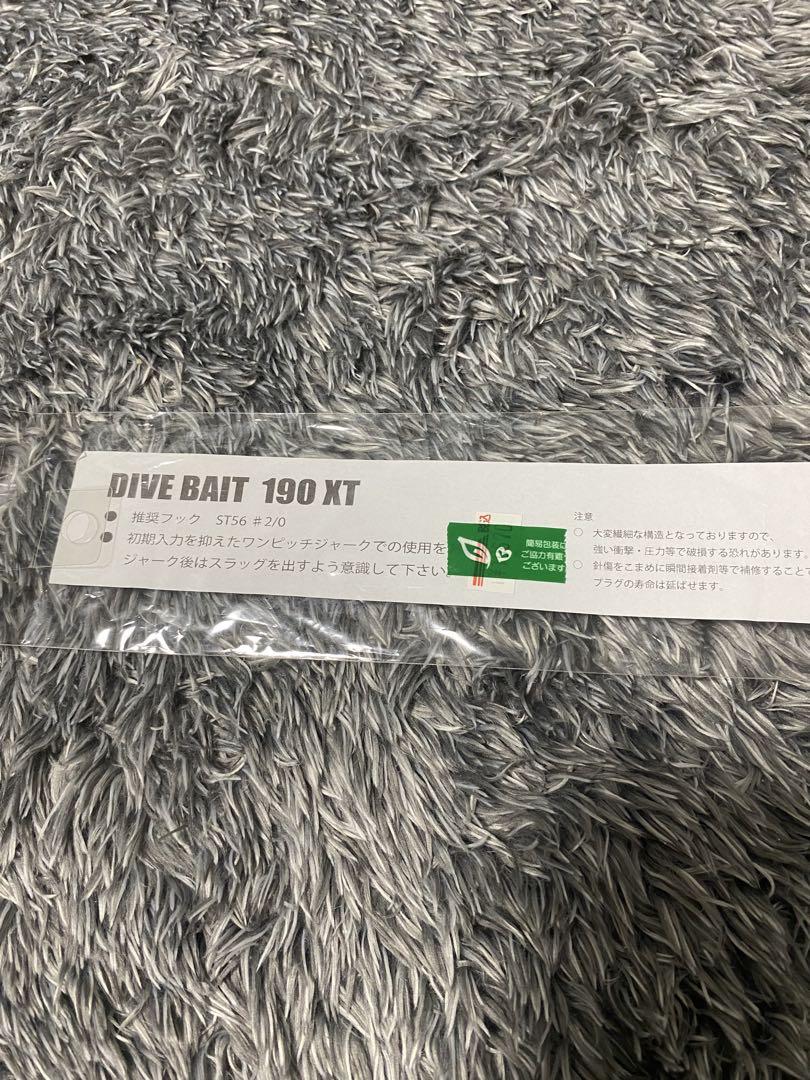 DIVE BAIT 190 XT
● 推奨フック ST56 #2/0
● 初期入力を抑えたワンピッチジャークでの使用を
ジャーク後はスラッグを出すよう意識して下さい
簡易包装に
ご協力有難
ございます
注意
○ 大変繊細な構造となっておりますので、
強い衝撃・圧力等で破損する恐れがあります。
○ 針傷をこまめに瞬間接着剤等で補修することで
プラグの寿命は延ばせます。